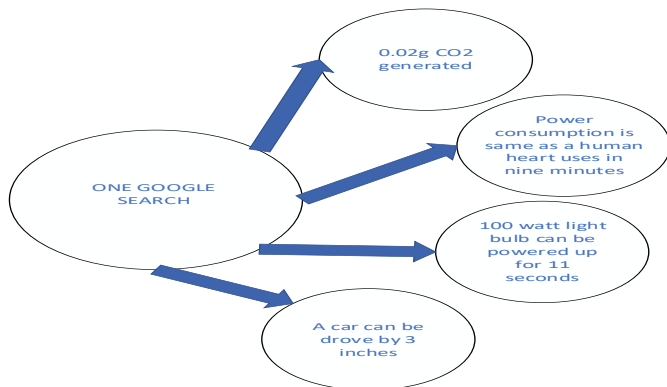 0.02g CO2
generated
Power
consumption is
same as a human
heart uses in
nine minutes
ONE GOOGLE
SEARCH
100 watt light
bulb can be
powered up
for 11
seconds
A car can be
drove by 3
inches